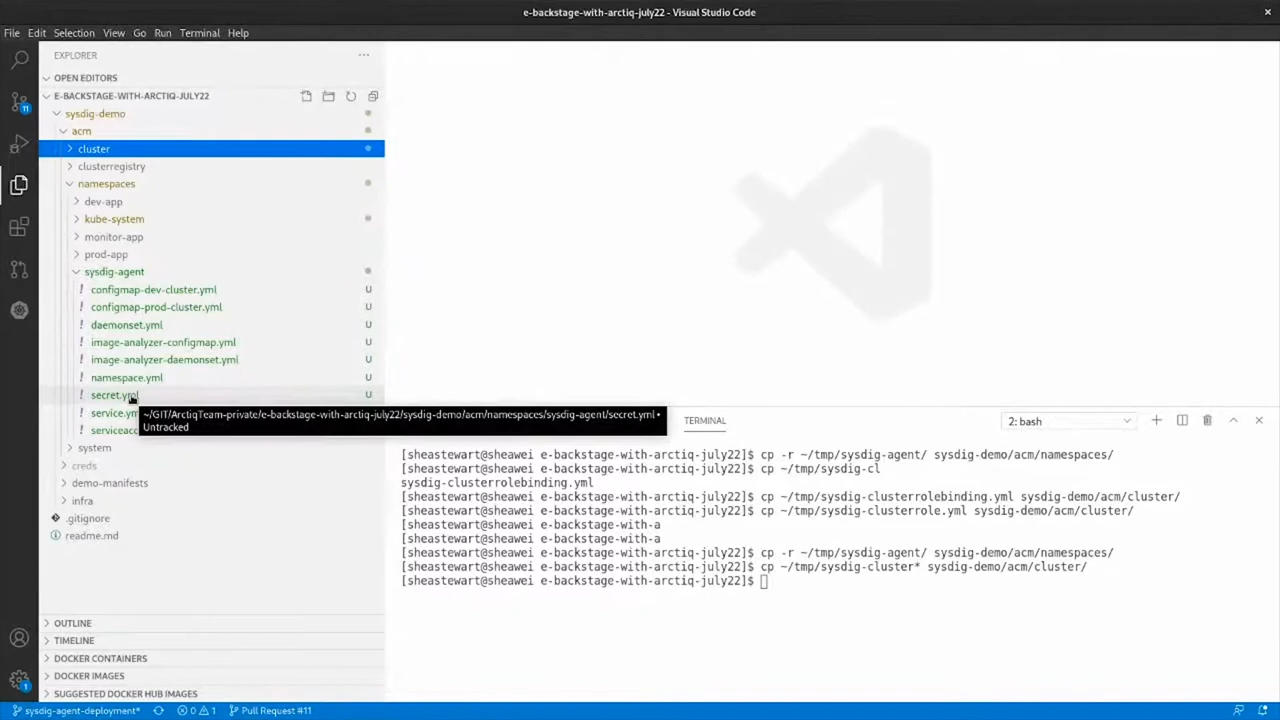 e-backstage-with-arctiq-july22 - Visual Studio Code
×
File Edit Selection View Go Run Terminal Help
EXPLORER
OPEN EDITORS
E-BACKSTAGE-WITH-ARCTIQ-JULY22
11
sysdig-demo
acm
cluster
clusterregistry
namespaces
dev-app
kube-system
monitor-app
prod-app
sysdig-agent
! configmap-dev-cluster.yml U
! configmap-prod-cluster.yml U
! daemonset.yml U
! image-analyzer-configmap.yml U
! image-analyzer-daemonset.yml U
! namespace.yml U
! secret.yml U
! service.ym
! serviceacc
~/GIT/ArctiqTeam-private/e-backstage-with-arctiq-july22/sysdig-demo/acm/namespaces/sysdig-agent/secret.yml •
Untracked
system
creds
demo-manifests
infra
.gitignore
readme.md
OUTLINE
TIMELINE
DOCKER CONTAINERS
DOCKER IMAGES
SUGGESTED DOCKER HUB IMAGES
1
TERMINAL
2: bash
[sheastewart@sheawei e-backstage-with-arctiq-july22]$ cp -r ~/tmp/sysdig-agent/ sysdig-demo/acm/namespaces/
[sheastewart@sheawei e-backstage-with-arctiq-july22]$ cp ~/tmp/sysdig-cl
sysdig-clusterrolebinding.yml
[sheastewart@sheawei e-backstage-with-arctiq-july22]$ cp ~/tmp/sysdig-clusterrolebinding.yml sysdig-demo/acm/cluster/
[sheastewart@sheawei e-backstage-with-arctiq-july22]$ cp ~/tmp/sysdig-clusterrole.yml sysdig-demo/acm/cluster/
[sheastewart@sheawei e-backstage-with-a
[sheastewart@sheawei e-backstage-with-a
[sheastewart@sheawei e-backstage-with-arctiq-july22]$ cp -r ~/tmp/sysdig-agent/ sysdig-demo/acm/namespaces/
[sheastewart@sheawei e-backstage-with-arctiq-july22]$ cp ~/tmp/sysdig-cluster* sysdig-demo/acm/cluster/
[sheastewart@sheawei e-backstage-with-arctiq-july22]$
sysdig-agent-deployment* 0 1 Pull Request #11